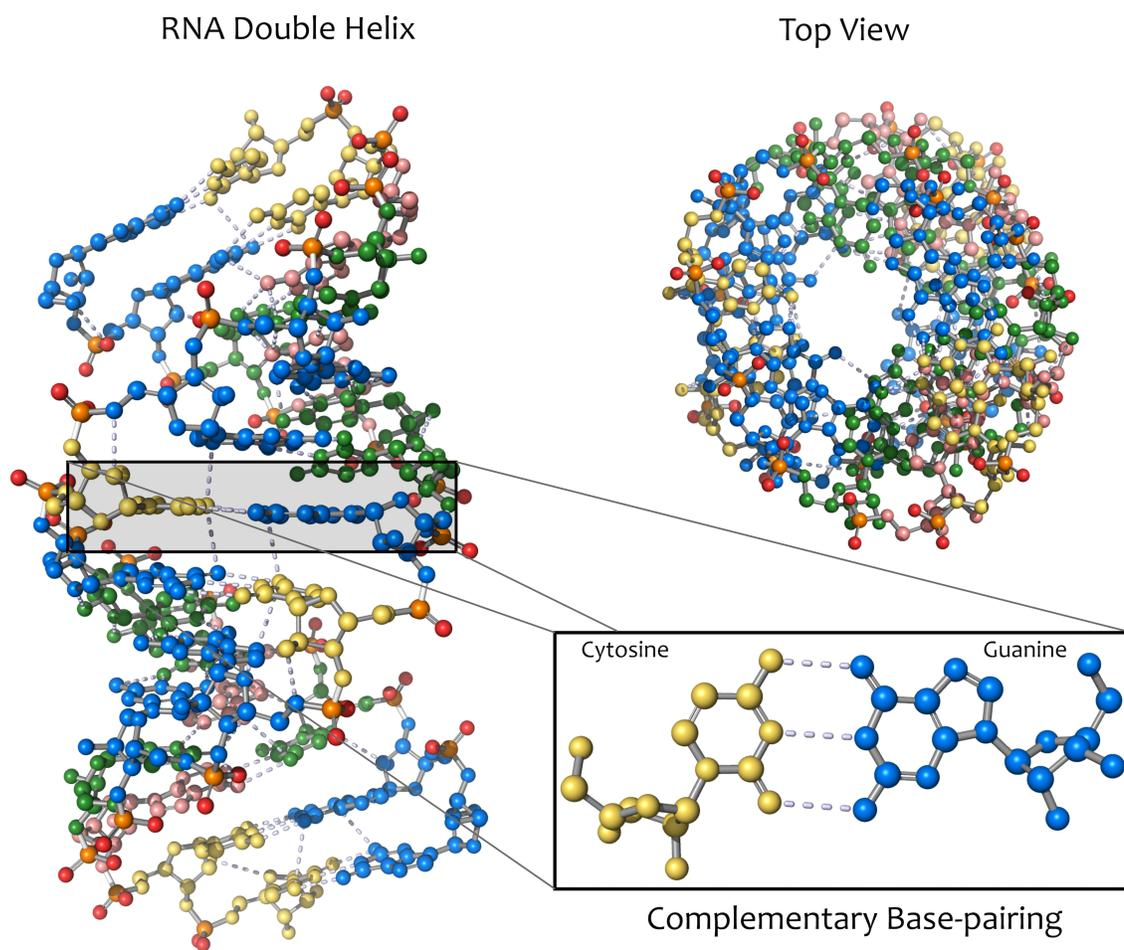 RNA Double Helix
Top View
Cytosine
Guanine
Complementary Base-pairing